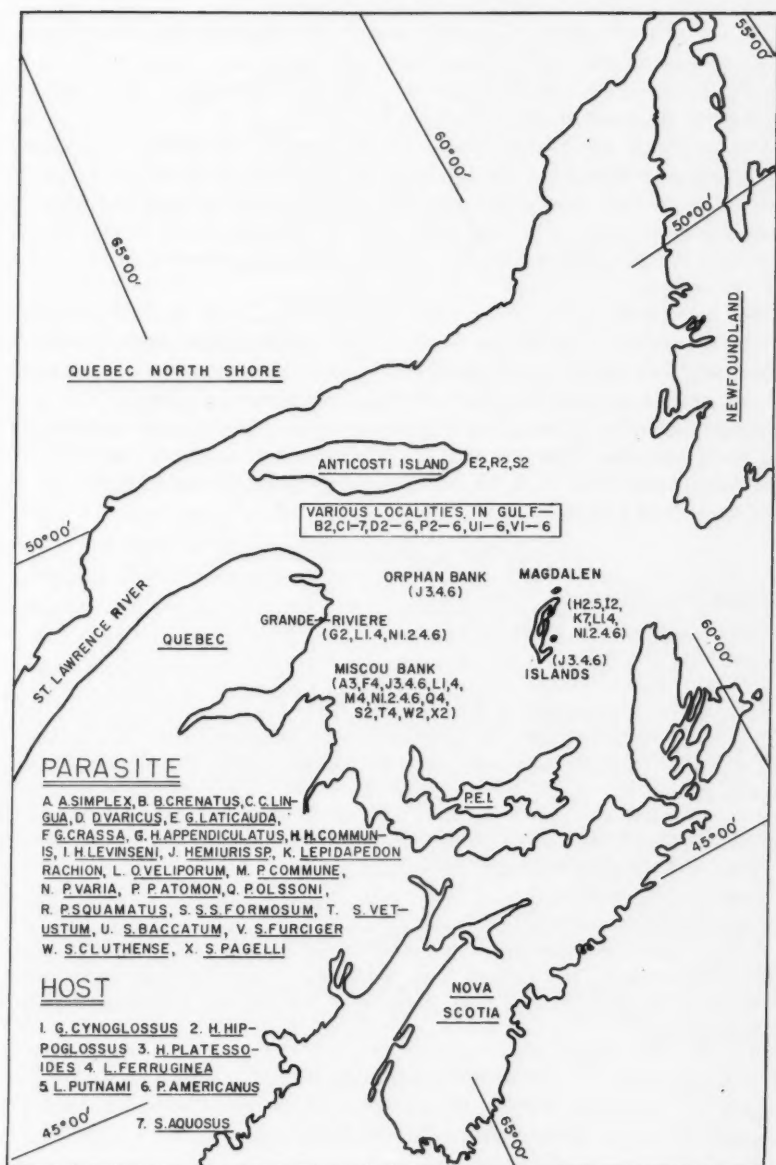 55°00'
60°00'
65°00'
50°00'
NEWFOUNDLAND
QUEBEC NORTH SHORE
ANTICOSTI ISLAND E2,R2,S2
VARIOUS LOCALITIES IN GULF—
B2,C1-7,D2-6,P2-6,U1-6,V1-6
50°00'
ORPHAN BANK
(J3.4.6)
MAGDALEN
(H2.5,I2,
K7,L1.4,
N1.2.4.6)
(J3.4.6)
ISLANDS
60°00'
ST. LAWRENCE RIVER
QUEBEC
GRANDE-RIVIERE
(G2,L1.4,N1.2.4.6)
MISCOU BANK
(A3,F4,J3.4.6,L1,4,
M4,N1.2.4.6,Q4,
S2,T4,W2,X2)
P.E.I.
45°00'
PARASITE
A. A.SIMPLEX, B. B.CRENATUS, C. C.LIN-
GUA, D. D.VARICUS, E. G.LATICAUDA,
F G.CRASSA, G. H.APPENDICULATUS, H. H.COMMUN-
IS, I. H.LEVINSENI, J. HEMIURIS SP., K. LEPIDAPEDON
RACHION, L. O.VELIPORUM, M. P.COMMUNE,
N. P.VARIA, P. P.ATOMON, Q. P.OLSSONI,
R. P.SQUAMATUS, S. S.S.FORMOSUM, T. S.VET-
USTUM, U. S.BACCATUM, V. S.FURCIGER
W. S.CLUTHENSE, X. S.PAGELLI
NOVA
SCOTIA
HOST
1. G.CYNOGLOSSUS 2. H.HIP-
POGLOSSUS 3. H.PLATESSO-
IDES 4. L.FERRUGINEA
5. L.PUTNAMI 6. P.AMERICANUS
7. S.AQUOSUS
45°00'
65°00'